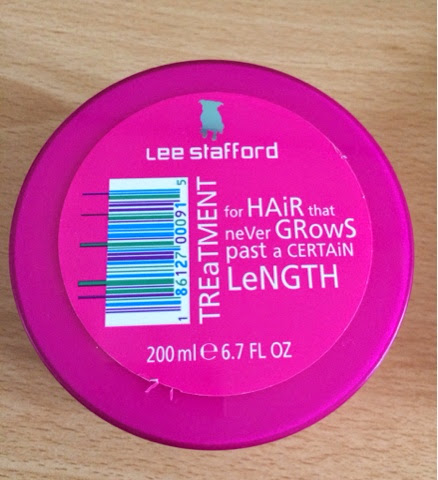 Lee Stafford
TREaTMENT
for HAiR that
neVer GRowS
past a CERTAiN
LeNGTH
1 86127 00091 5
200 ml e 6.7 FL OZ